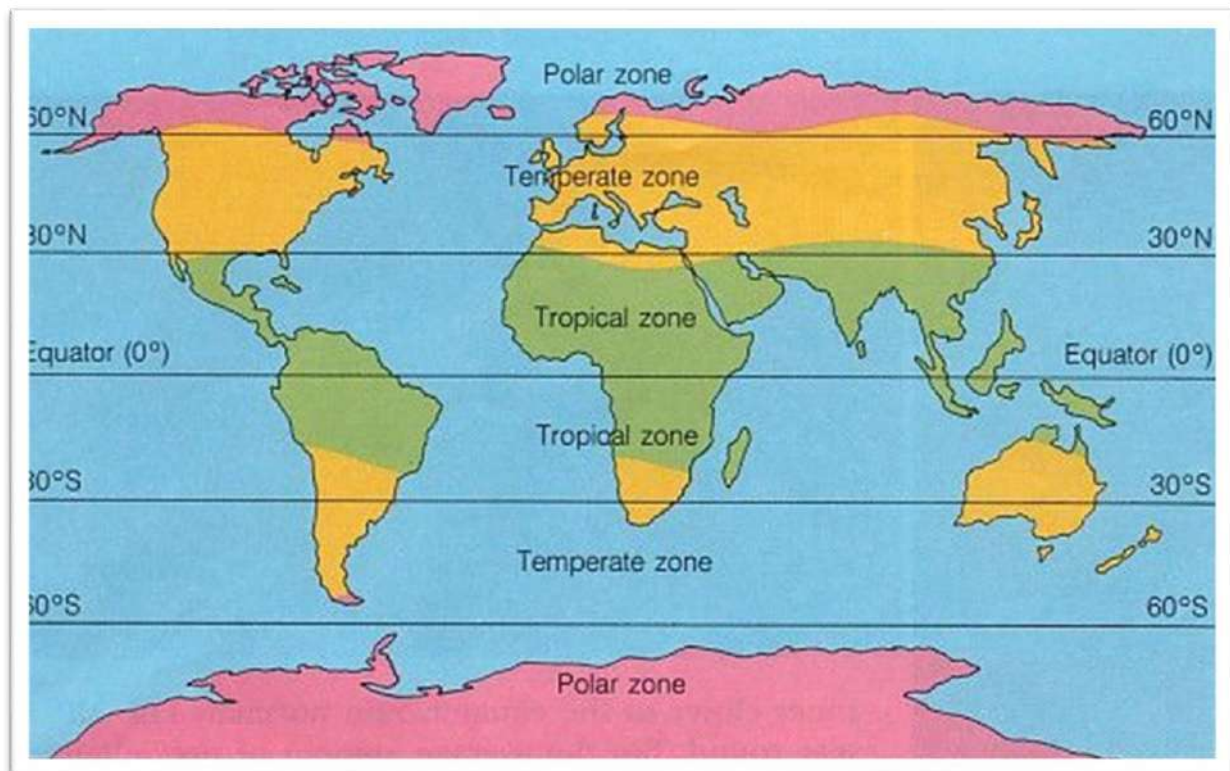 Polar zone
60°N
60°N
Temperate zone
30°N
30°N
Tropical zone
Equator (0°)
Equator (0°)
Tropical zone
30°S
30°S
Temperate zone
60°S
60°S
Polar zone